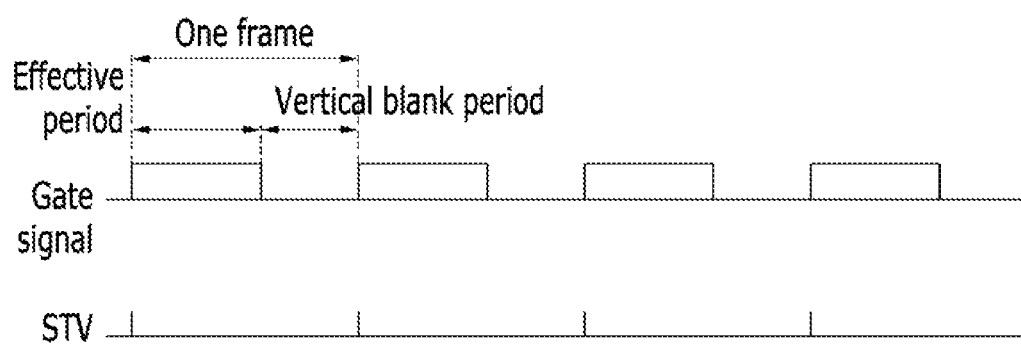 One frame
Effective
period
Vertical blank period
Gate
signal
STV